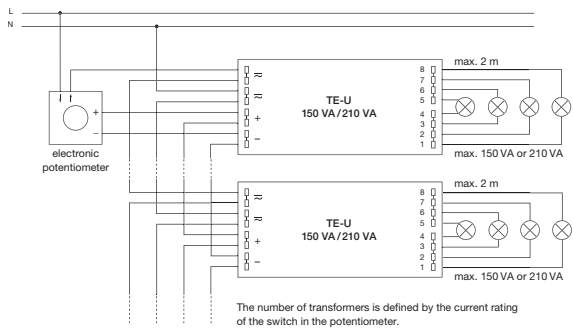 L
N
max. 2 m
8
7
6
5
4
3
2
1
TE-U
150 VA/210 VA
≂
≂
+
–
+
–
electronic
potentiometer
max. 150 VA or 210 VA
max. 2 m
8
7
6
5
4
3
2
1
TE-U
150 VA/210 VA
≂
≂
+
–
max. 150 VA or 210 VA
The number of transformers is defined by the current rating
of the switch in the potentiometer.